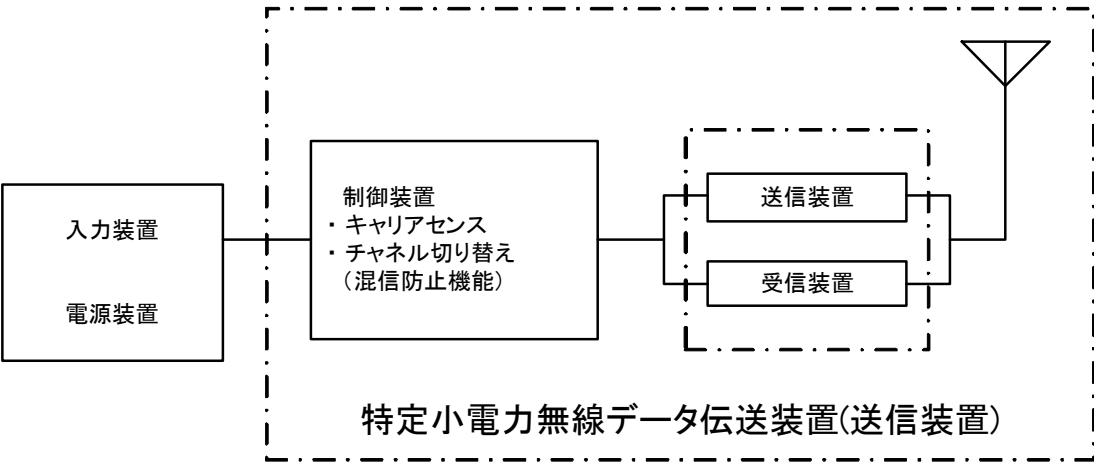 入力装置
電源装置
制御装置
・キャリアセンス
・チャネル切り替え
（混信防止機能）
送信装置
受信装置
特定小電力無線データ伝送装置(送信装置)